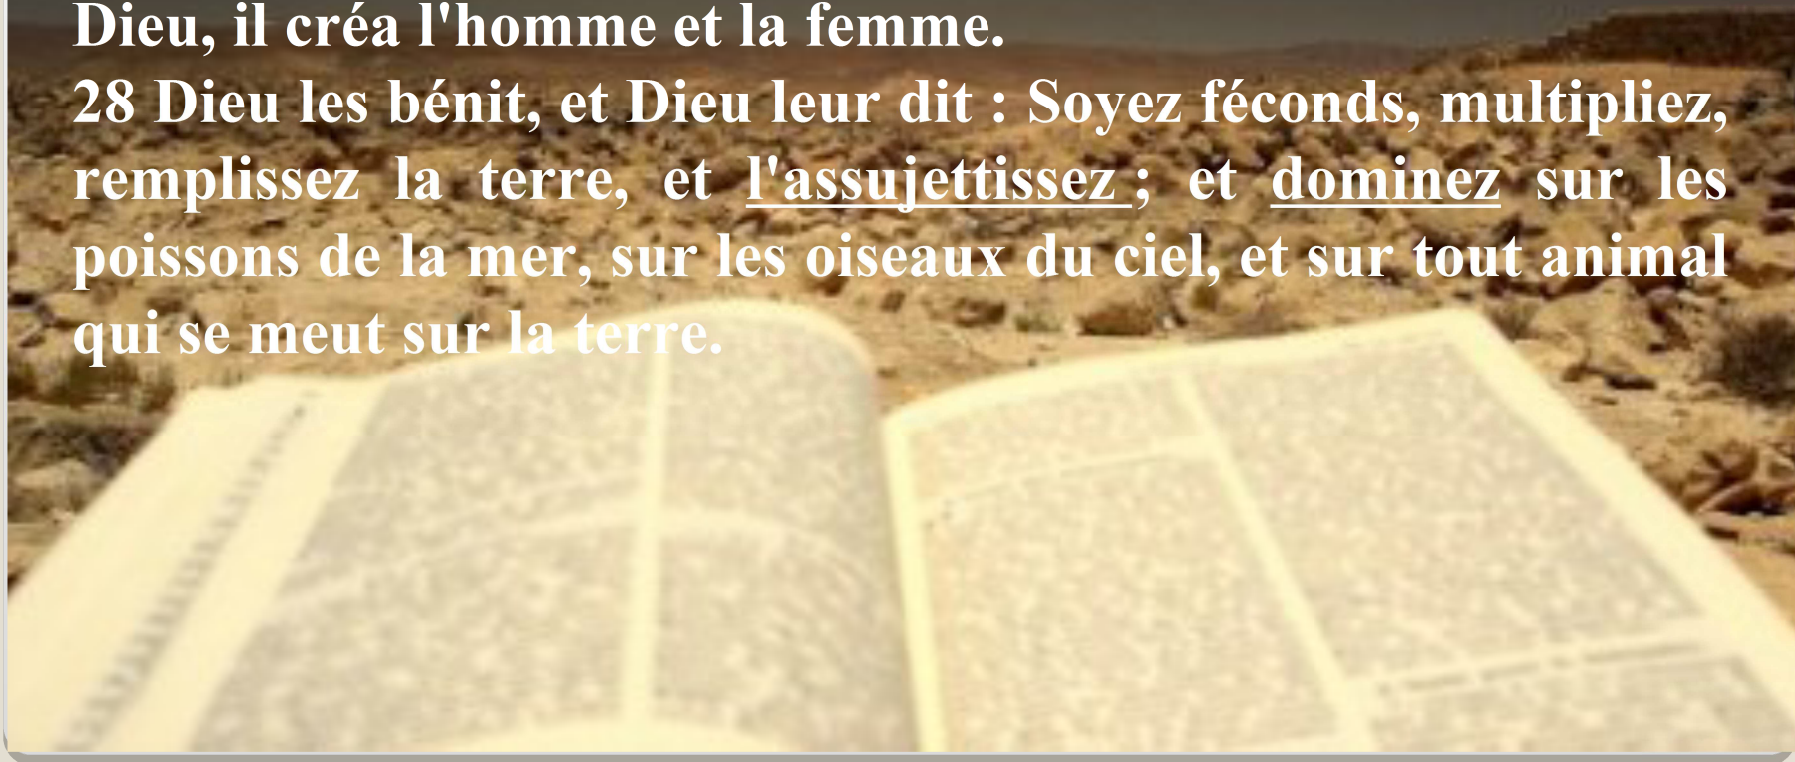 Dieu, il créa l'homme et la femme.
28 Dieu les bénit, et Dieu leur dit : Soyez féconds, multipliez,
remplissez la terre, et l'assujettissez ; et dominez sur les
poissons de la mer, sur les oiseaux du ciel, et sur tout animal
qui se meut sur la terre.